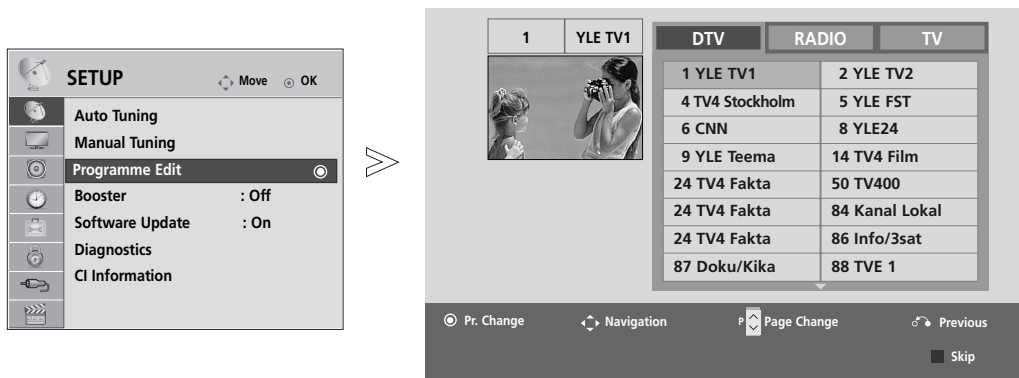 SETUP Move OK
Auto Tuning
Manual Tuning
Programme Edit
Booster : Off
Software Update : On
Diagnostics
CI Information
1 YLE TV1
DTV RADIO TV
1 YLE TV1 2 YLE TV2
4 TV4 Stockholm 5 YLE FST
6 CNN 8 YLE24
9 YLE Teema 14 TV4 Film
24 TV4 Fakta 50 TV400
24 TV4 Fakta 84 Kanal Lokal
24 TV4 Fakta 86 Info/3sat
87 Doku/Kika 88 TVE 1
Pr. Change Navigation P Page Change Previous
Skip